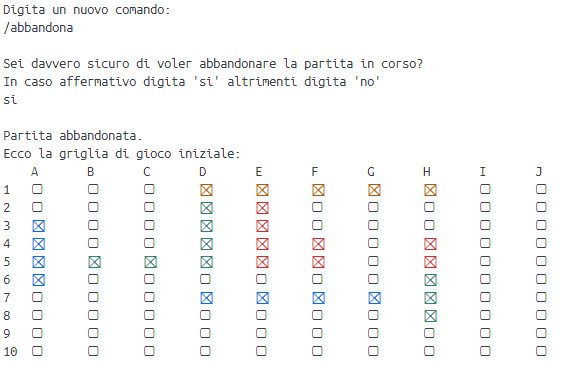 Digita un nuovo comando:
/abbandona
Sei davvero sicuro di voler abbandonare la partita in corso?
In caso affermativo digita 'si' altrimenti digita 'no'
si
Partita abbandonata.
Ecco la griglia di gioco iniziale:
A B C D E F G H I J
1 ▢ ▢ ▢ ☒ ☒ ☒ ☒ ☒ ▢ ▢
2 ▢ ▢ ▢ ☒ ☒ ▢ ▢ ▢ ▢ ▢
3 ☒ ▢ ▢ ☒ ☒ ▢ ▢ ▢ ▢ ▢
4 ☒ ▢ ▢ ☒ ☒ ☒ ▢ ☒ ▢ ▢
5 ☒ ☒ ☒ ☒ ☒ ☒ ▢ ☒ ▢ ▢
6 ☒ ▢ ▢ ▢ ▢ ▢ ▢ ☒ ▢ ▢
7 ▢ ▢ ▢ ☒ ☒ ☒ ☒ ☒ ▢ ▢
8 ▢ ▢ ▢ ▢ ▢ ▢ ▢ ☒ ▢ ▢
9 ▢ ▢ ▢ ▢ ▢ ▢ ▢ ▢ ▢ ▢
10 ▢ ▢ ▢ ▢ ▢ ▢ ▢ ▢ ▢ ▢